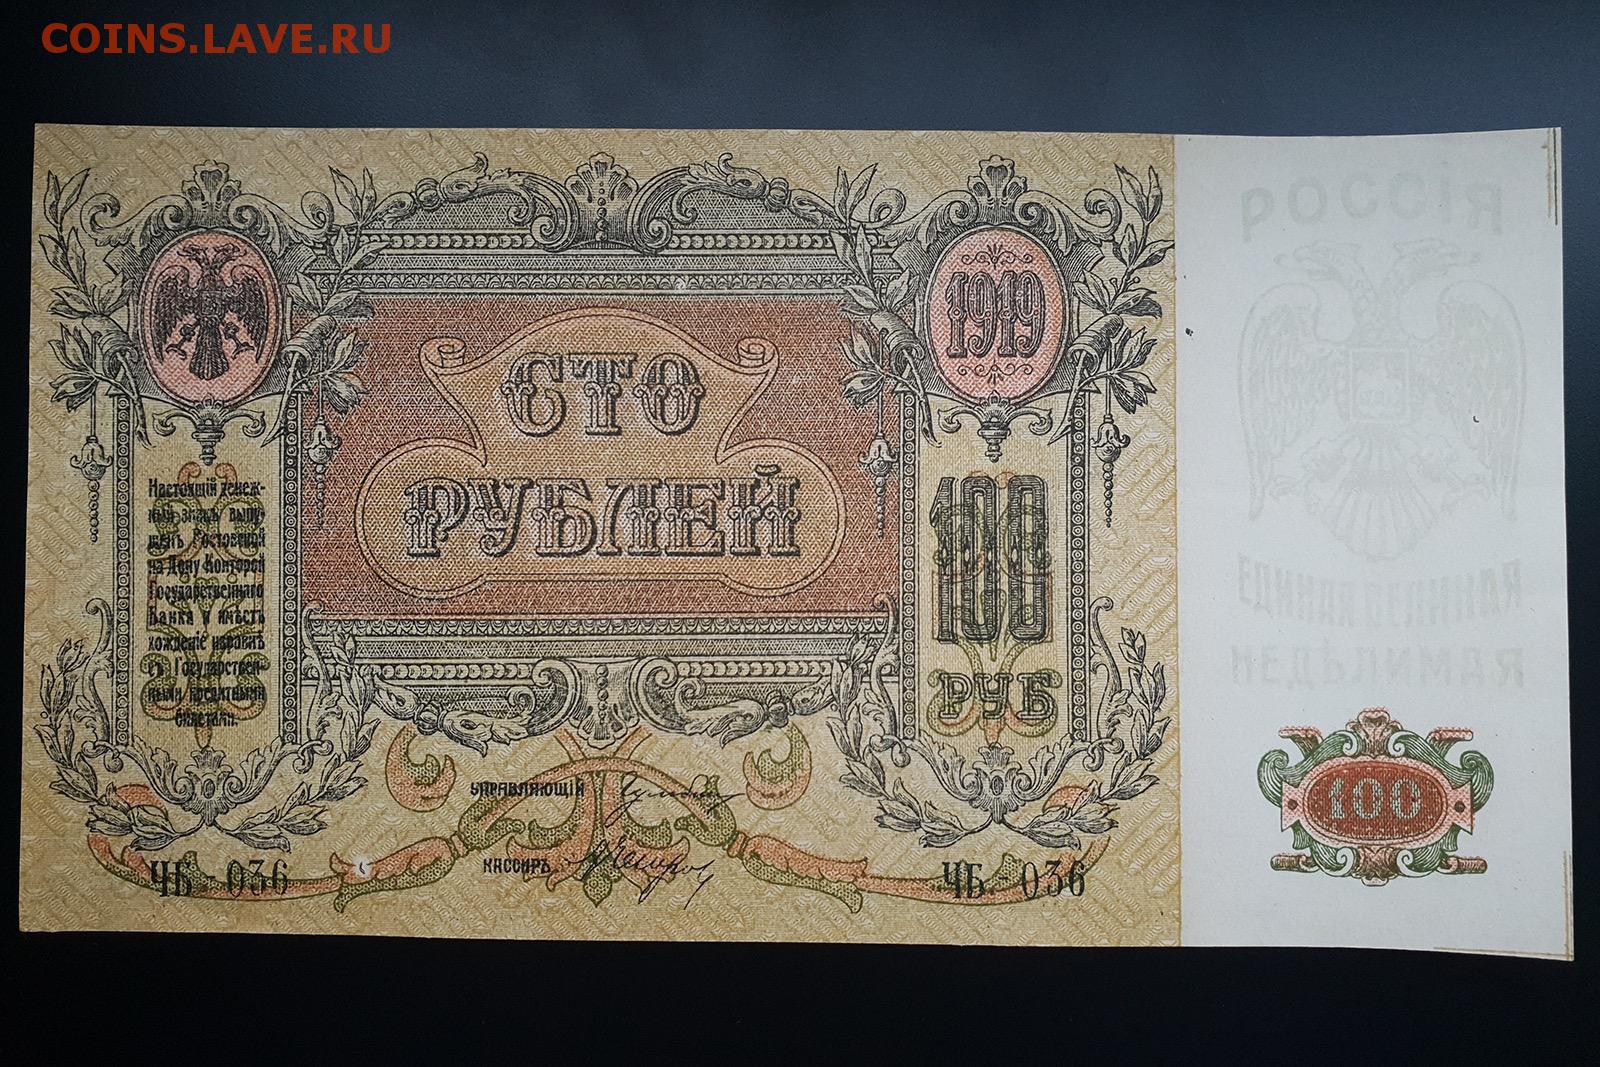 COINS.LAVE.RU
1919
СТО
РУБЛЕЙ
Настоящій денеж-
ный знакъ выпу-
щенъ Ростовской
на Дону Конторой
Государственнаго
Банка и имѣетъ
хожденіе наравнѣ
съ Государствен-
ными кредитными
билетами.
100
РУБ
УПРАВЛЯЮЩІЙ
КАССИРЪ
ЧБ - 036
ЧБ - 036
РОССІЯ
ЕДИНАЯ ВЕЛИКАЯ
НЕДѢЛИМАЯ
100